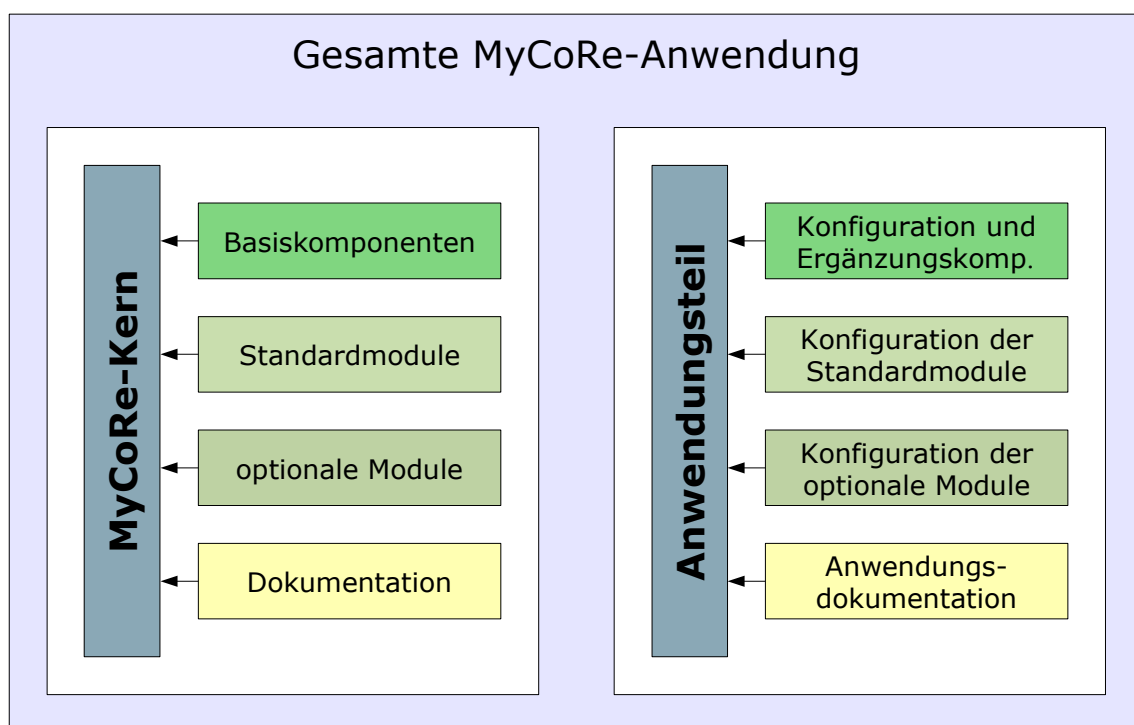 Gesamte MyCoRe-Anwendung
MyCoRe-Kern
Basiskomponenten
Standardmodule
optionale Module
Dokumentation
Anwendungsteil
Konfiguration und
Ergänzungskomp.
Konfiguration der
Standardmodule
Konfiguration der
optionale Module
Anwendungs-
dokumentation